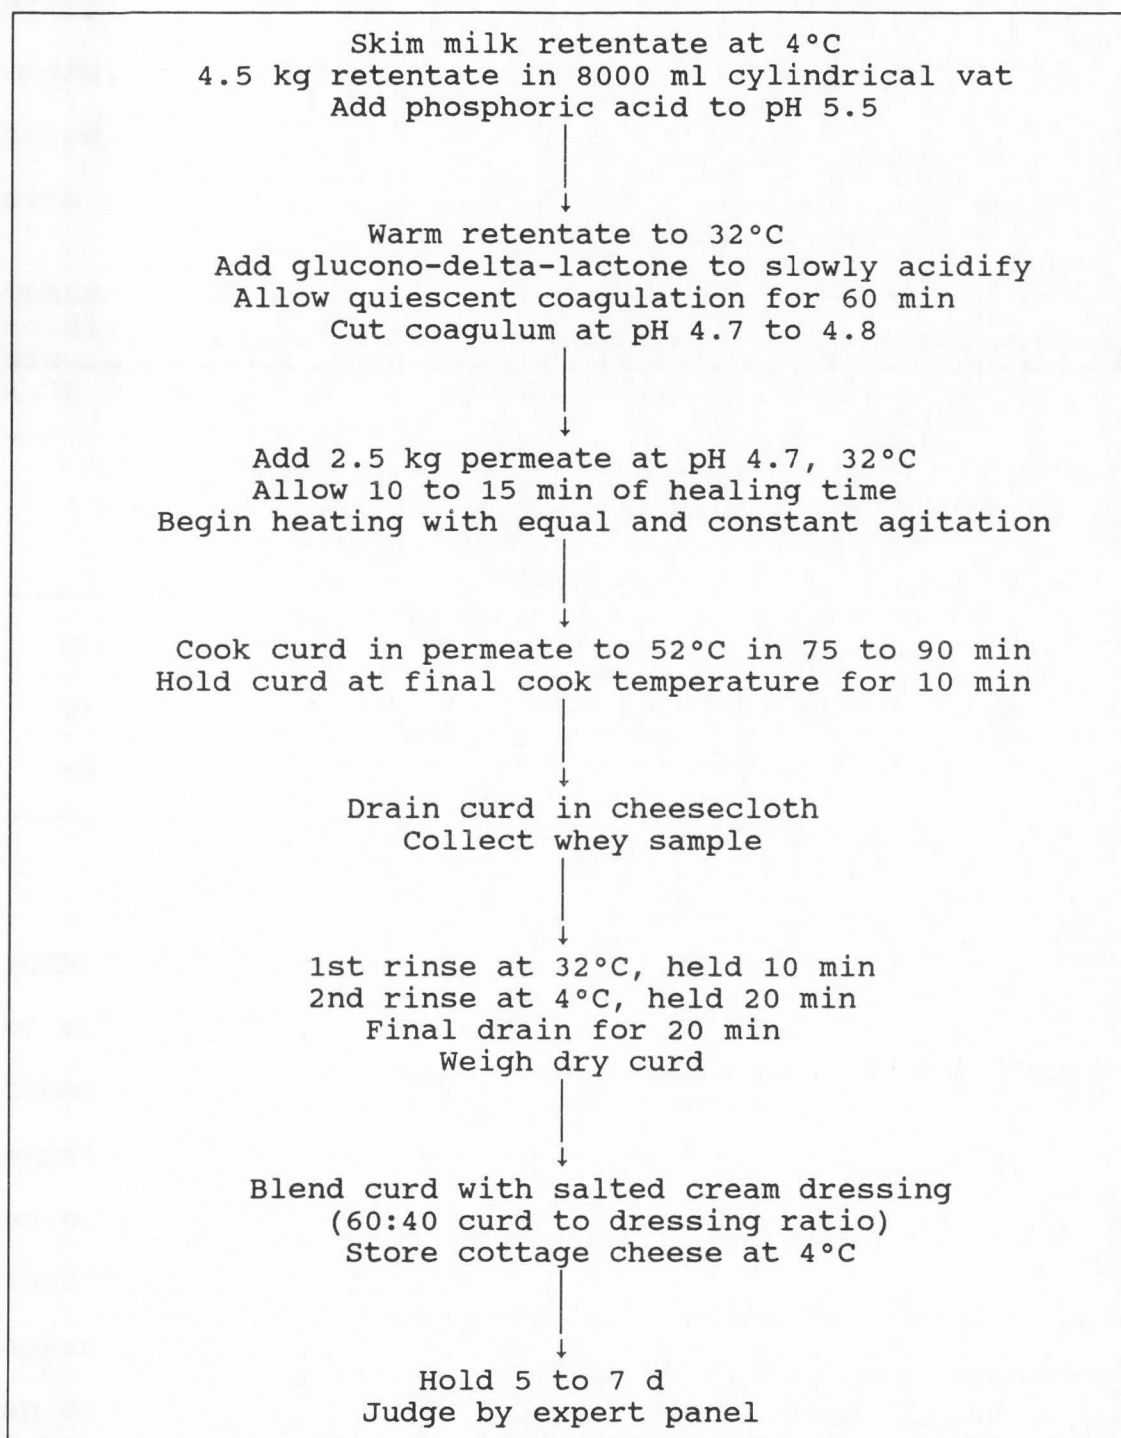 Skim milk retentate at 4°C
4.5 kg retentate in 8000 ml cylindrical vat
Add phosphoric acid to pH 5.5
↓
Warm retentate to 32°C
Add glucono-delta-lactone to slowly acidify
Allow quiescent coagulation for 60 min
Cut coagulum at pH 4.7 to 4.8
↓
Add 2.5 kg permeate at pH 4.7, 32°C
Allow 10 to 15 min of healing time
Begin heating with equal and constant agitation
↓
Cook curd in permeate to 52°C in 75 to 90 min
Hold curd at final cook temperature for 10 min
↓
Drain curd in cheesecloth
Collect whey sample
↓
1st rinse at 32°C, held 10 min
2nd rinse at 4°C, held 20 min
Final drain for 20 min
Weigh dry curd
↓
Blend curd with salted cream dressing
(60:40 curd to dressing ratio)
Store cottage cheese at 4°C
↓
Hold 5 to 7 d
Judge by expert panel